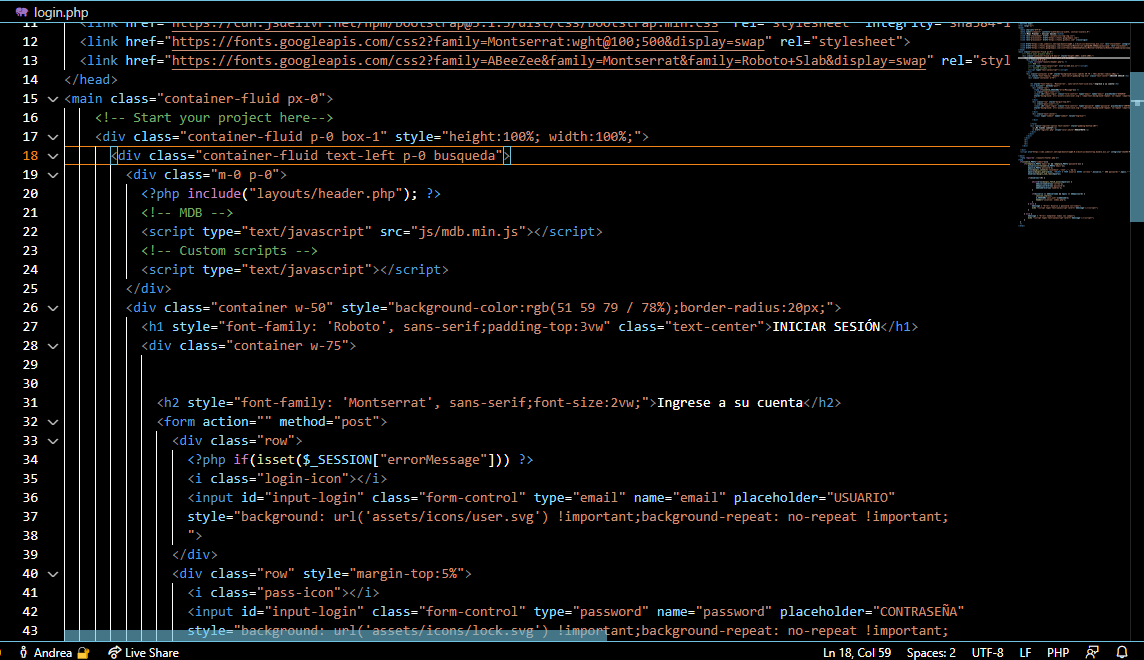 login.php
<link href="https://cdn.jsdelivr.net/npm/bootstrap@5.1.3/dist/css/bootstrap.min.css" rel="stylesheet" integrity="sha384-1
12 <link href="https://fonts.googleapis.com/css2?family=Montserrat:wght@100;500&display=swap" rel="stylesheet">
13 <link href="https://fonts.googleapis.com/css2?family=ABeeZee&family=Montserrat&family=Roboto+Slab&display=swap" rel="styl
14 </head>
15 <main class="container-fluid px-0">
16 <!-- Start your project here-->
17 <div class="container-fluid p-0 box-1" style="height:100%; width:100%;">
18 <div class="container-fluid text-left p-0 busqueda">
19 <div class="m-0 p-0">
20 <?php include("layouts/header.php"); ?>
21 <!-- MDB -->
22 <script type="text/javascript" src="js/mdb.min.js"></script>
23 <!-- Custom scripts -->
24 <script type="text/javascript"></script>
25 </div>
26 <div class="container w-50" style="background-color:rgb(51 59 79 / 78%);border-radius:20px;">
27 <h1 style="font-family: 'Roboto', sans-serif;padding-top:3vw" class="text-center">INICIAR SESIÓN</h1>
28 <div class="container w-75">
29
30
31 <h2 style="font-family: 'Montserrat', sans-serif;font-size:2vw;">Ingrese a su cuenta</h2>
32 <form action="" method="post">
33 <div class="row">
34 <?php if(isset($_SESSION["errorMessage"])) ?>
35 <i class="login-icon"></i>
36 <input id="input-login" class="form-control" type="email" name="email" placeholder="USUARIO"
37 style="background: url('assets/icons/user.svg') !important;background-repeat: no-repeat !important;
38 ">
39 </div>
40 <div class="row" style="margin-top:5%">
41 <i class="pass-icon"></i>
42 <input id="input-login" class="form-control" type="password" name="password" placeholder="CONTRASEÑA"
43 style="background: url('assets/icons/lock.svg') !important;background-repeat: no-repeat !important;
Andrea Live Share Ln 18, Col 59 Spaces: 2 UTF-8 LF PHP